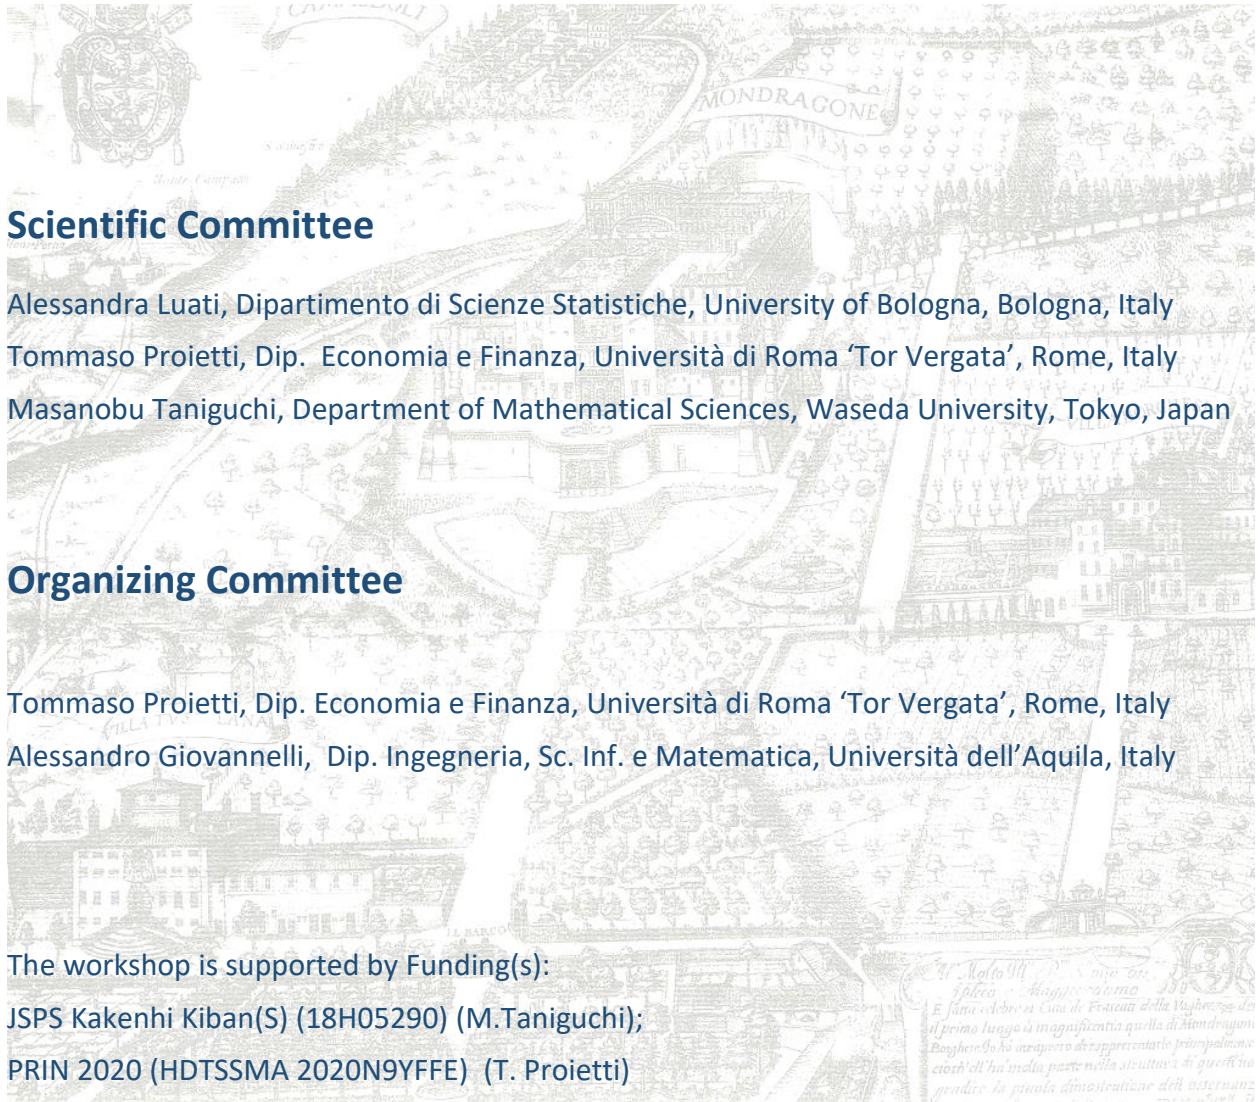 MONDRAGONE
Scientific Committee
Alessandra Luati, Dipartimento di Scienze Statistiche, University of Bologna, Bologna, Italy
Tommaso Proietti, Dip.  Economia e Finanza, Università di Roma ‘Tor Vergata’, Rome, Italy
Masanobu Taniguchi, Department of Mathematical Sciences, Waseda University, Tokyo, Japan
Organizing Committee
Tommaso Proietti, Dip. Economia e Finanza, Università di Roma ‘Tor Vergata’, Rome, Italy
Alessandro Giovannelli,  Dip. Ingegneria, Sc. Inf. e Matematica, Università dell’Aquila, Italy
IL BARCO
The workshop is supported by Funding(s):
JSPS Kakenhi Kiban(S) (18H05290) (M.Taniguchi);
PRIN 2020 (HDTSSMA 2020N9YFFE)  (T. Proietti)